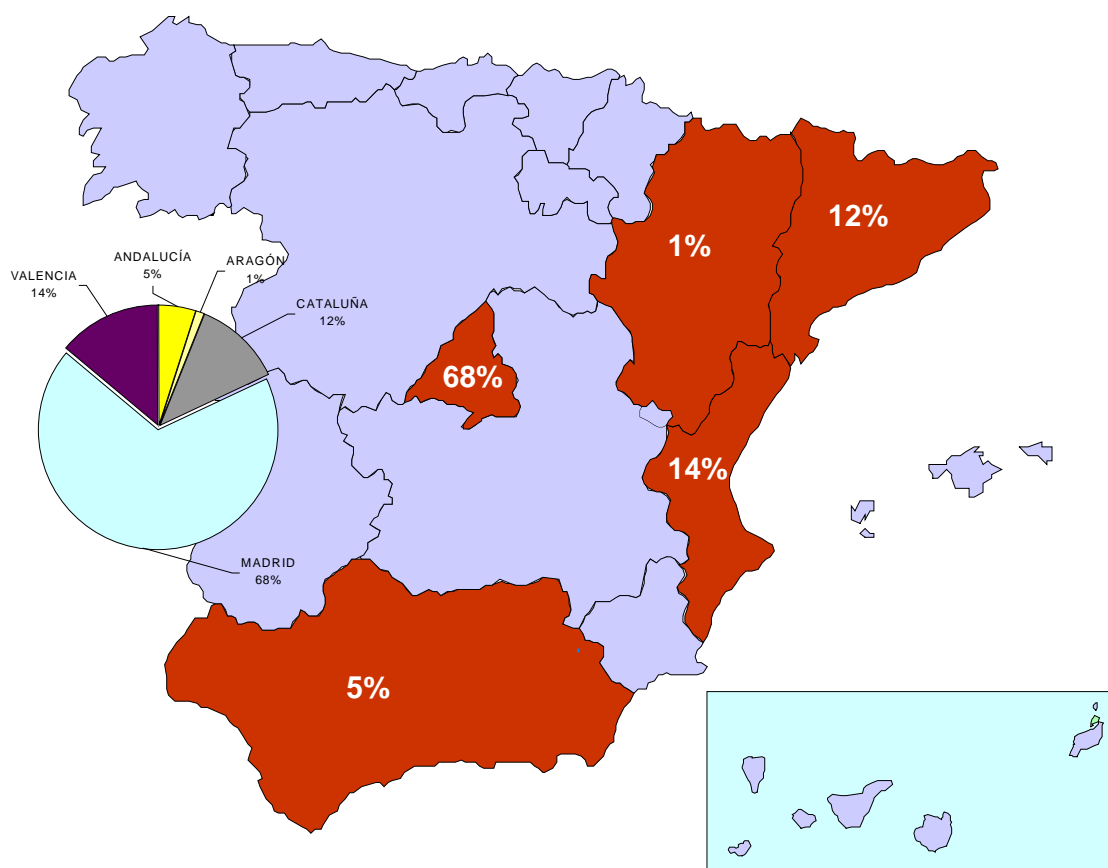 12%
1%
ANDALUCÍA
5%
ARAGÓN
1%
VALENCIA
14%
CATALUÑA
12%
68%
14%
MADRID
68%
5%